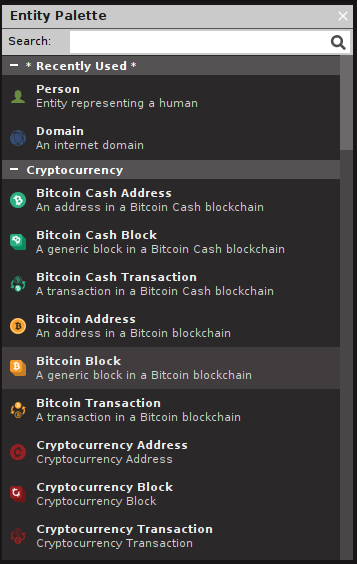 Entity Palette
Search:
* Recently Used *
Person
Entity representing a human
Domain
An internet domain
Cryptocurrency
Bitcoin Cash Address
An address in a Bitcoin Cash blockchain
Bitcoin Cash Block
A generic block in a Bitcoin Cash blockchain
Bitcoin Cash Transaction
A transaction in a Bitcoin Cash blockchain
Bitcoin Address
An address in a Bitcoin blockchain
Bitcoin Block
A generic block in a Bitcoin blockchain
Bitcoin Transaction
A transaction in a Bitcoin blockchain
Cryptocurrency Address
Cryptocurrency Address
Cryptocurrency Block
Cryptocurrency Block
Cryptocurrency Transaction
Cryptocurrency Transaction